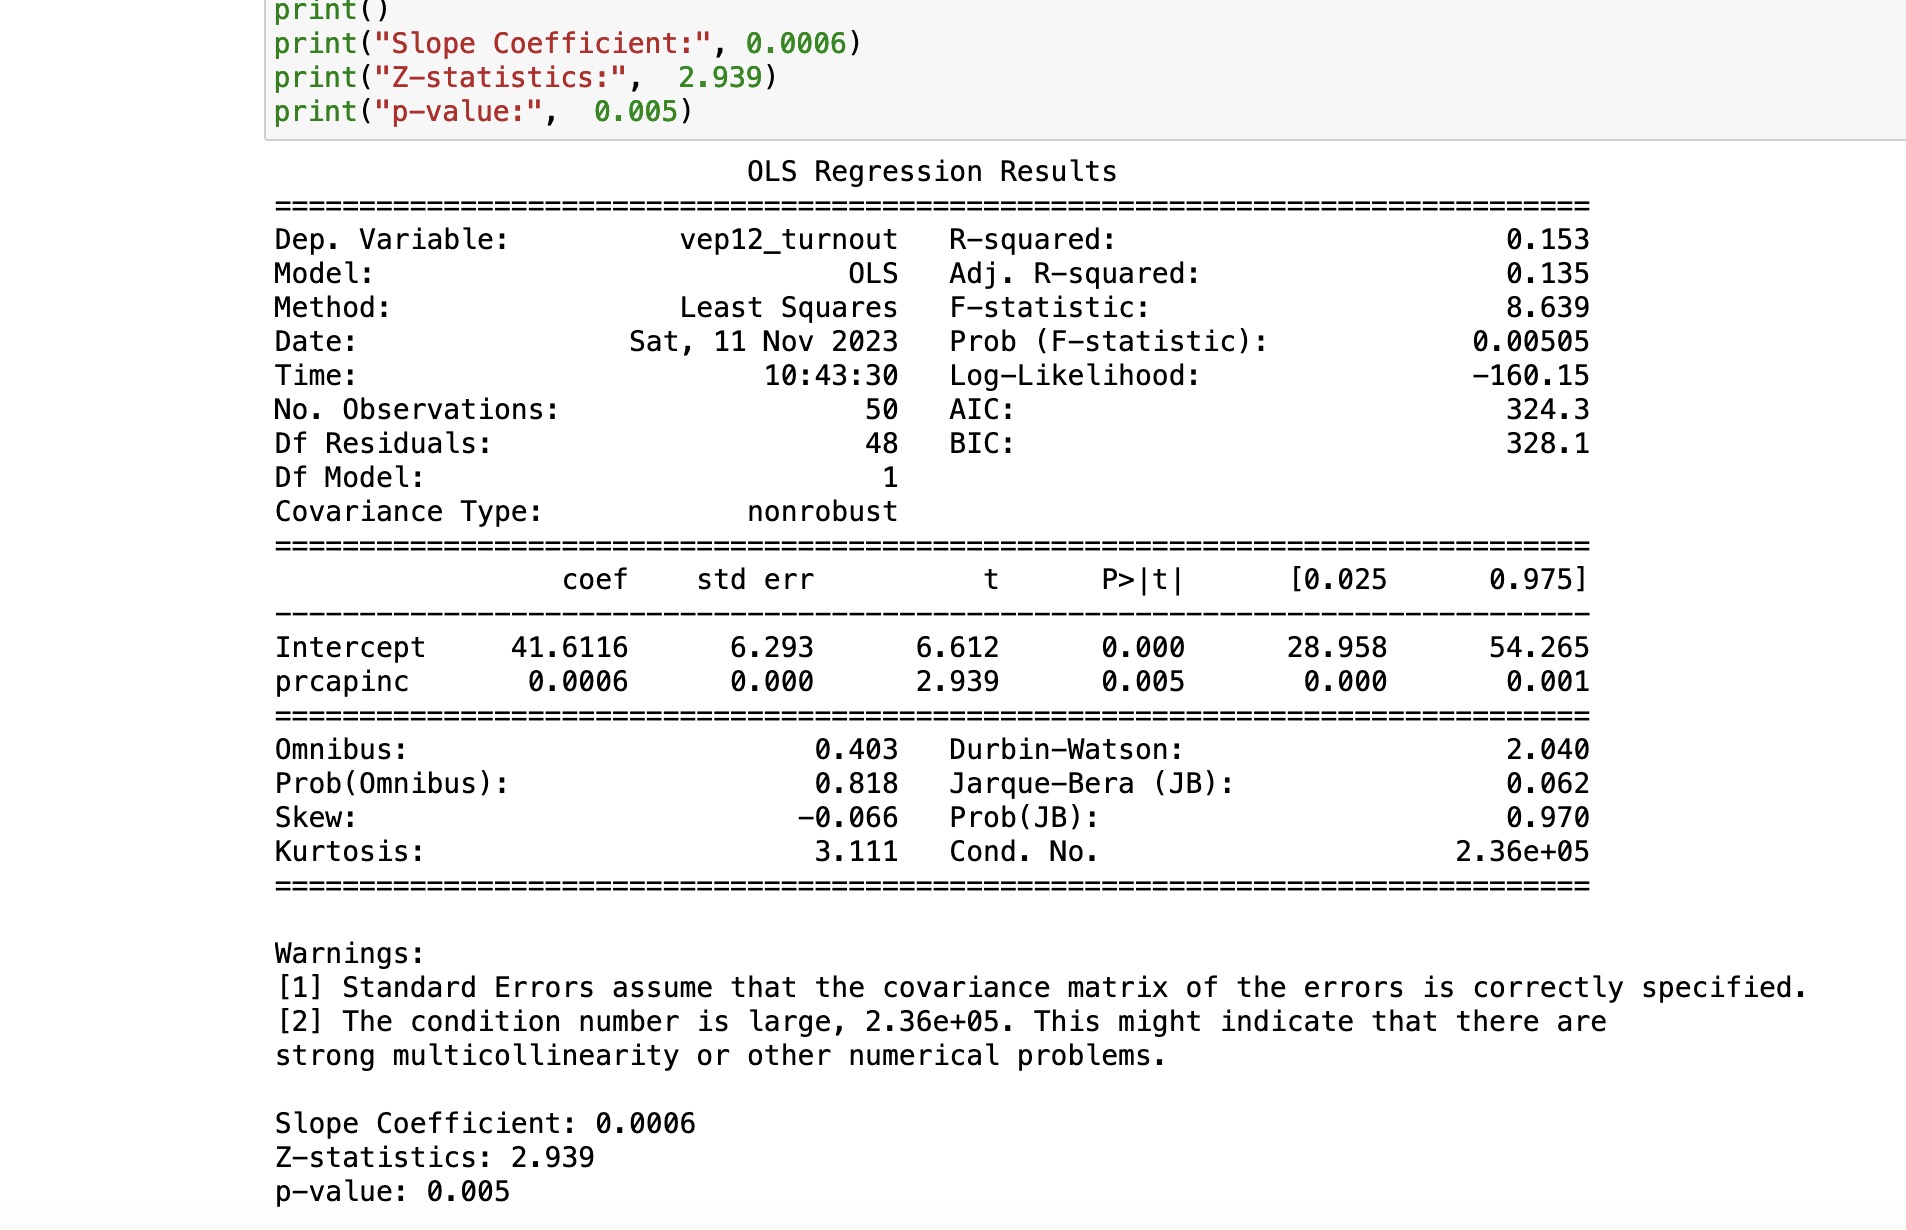 print()
print("Slope Coefficient:", 0.0006)
print("Z-statistics:",  2.939)
print("p-value:",  0.005)
                            OLS Regression Results
==============================================================================
Dep. Variable:          vep12_turnout   R-squared:                       0.153
Model:                            OLS   Adj. R-squared:                  0.135
Method:                 Least Squares   F-statistic:                     8.639
Date:                Sat, 11 Nov 2023   Prob (F-statistic):            0.00505
Time:                        10:43:30   Log-Likelihood:                -160.15
No. Observations:                  50   AIC:                             324.3
Df Residuals:                      48   BIC:                             328.1
Df Model:                           1
Covariance Type:            nonrobust
==============================================================================
                 coef    std err          t      P>|t|      [0.025      0.975]
------------------------------------------------------------------------------
Intercept     41.6116      6.293      6.612      0.000      28.958      54.265
prcapinc       0.0006      0.000      2.939      0.005       0.000       0.001
==============================================================================
Omnibus:                        0.403   Durbin-Watson:                   2.040
Prob(Omnibus):                  0.818   Jarque-Bera (JB):                0.062
Skew:                          -0.066   Prob(JB):                        0.970
Kurtosis:                       3.111   Cond. No.                     2.36e+05
==============================================================================
Warnings:
[1] Standard Errors assume that the covariance matrix of the errors is correctly specified.
[2] The condition number is large, 2.36e+05. This might indicate that there are
strong multicollinearity or other numerical problems.
Slope Coefficient: 0.0006
Z-statistics: 2.939
p-value: 0.005